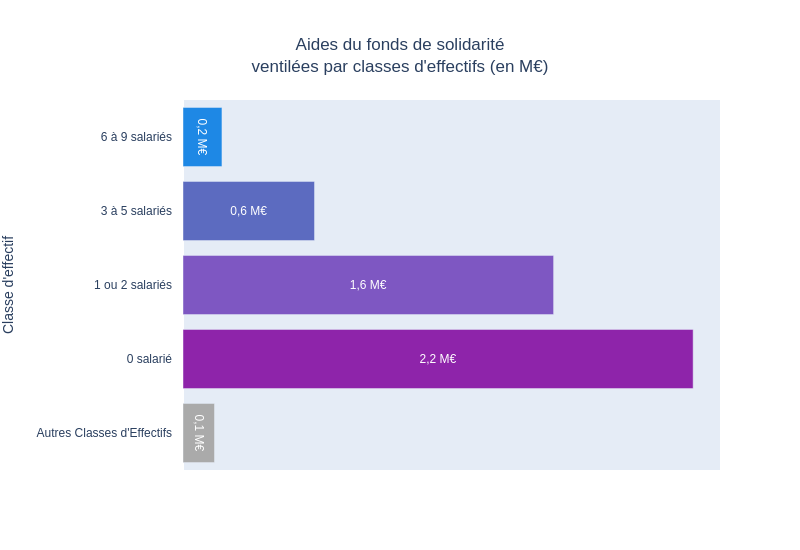 Aides du fonds de solidarité
ventilées par classes d'effectifs (en M€)
Classe d'effectif
6 à 9 salariés
0,2 M€
3 à 5 salariés
0,6 M€
1 ou 2 salariés
1,6 M€
0 salarié
2,2 M€
Autres Classes d'Effectifs
0,1 M€